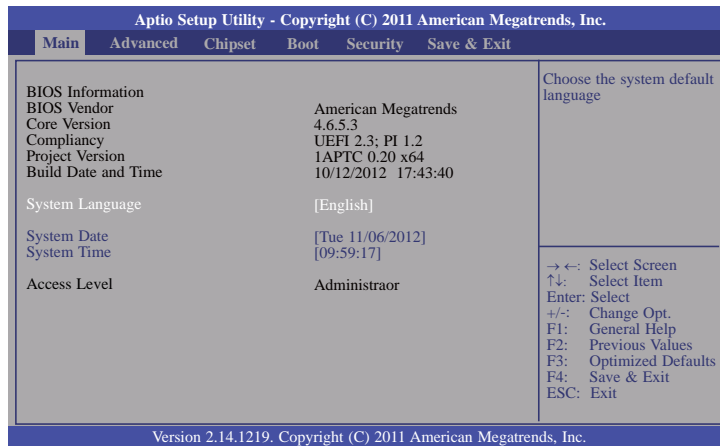 Aptio Setup Utility - Copyright (C) 2011 American Megatrends, Inc.
Main Advanced Chipset Boot Security Save & Exit
BIOS Information
BIOS Vendor American Megatrends
Core Version 4.6.5.3
Compliancy UEFI 2.3; PI 1.2
Project Version 1APTC 0.20 x64
Build Date and Time 10/12/2012 17:43:40
System Language [English]
System Date [Tue 11/06/2012]
System Time [09:59:17]
Access Level Administraor
Choose the system default
language
→ ←: Select Screen
↑↓: Select Item
Enter: Select
+/-: Change Opt.
F1: General Help
F2: Previous Values
F3: Optimized Defaults
F4: Save & Exit
ESC: Exit
Version 2.14.1219. Copyright (C) 2011 American Megatrends, Inc.